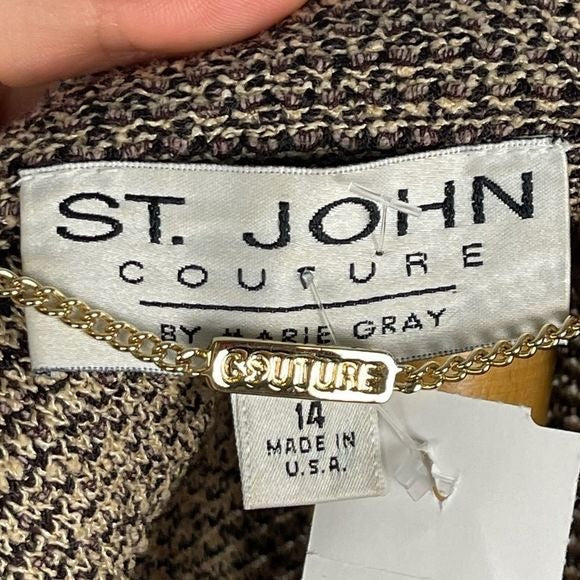 ST. JOHN
COUTURE
BY MARIE GRAY
COUTURE
14
MADE IN
U.S.A.